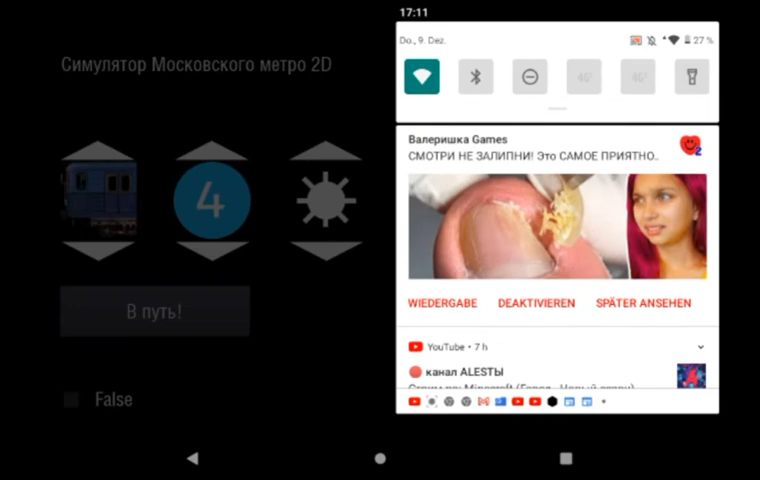 17:11
Do., 9. Dez.
27 %
Симулятор Московского метро 2D
4
В путь!
False
Валеришка Games
СМОТРИ НЕ ЗАЛИПНИ! Это САМОЕ ПРИЯТНО..
2
WIEDERGABE DEAKTIVIEREN SPÄTER ANSEHEN
YouTube • 7 h
канал ALESTЫ